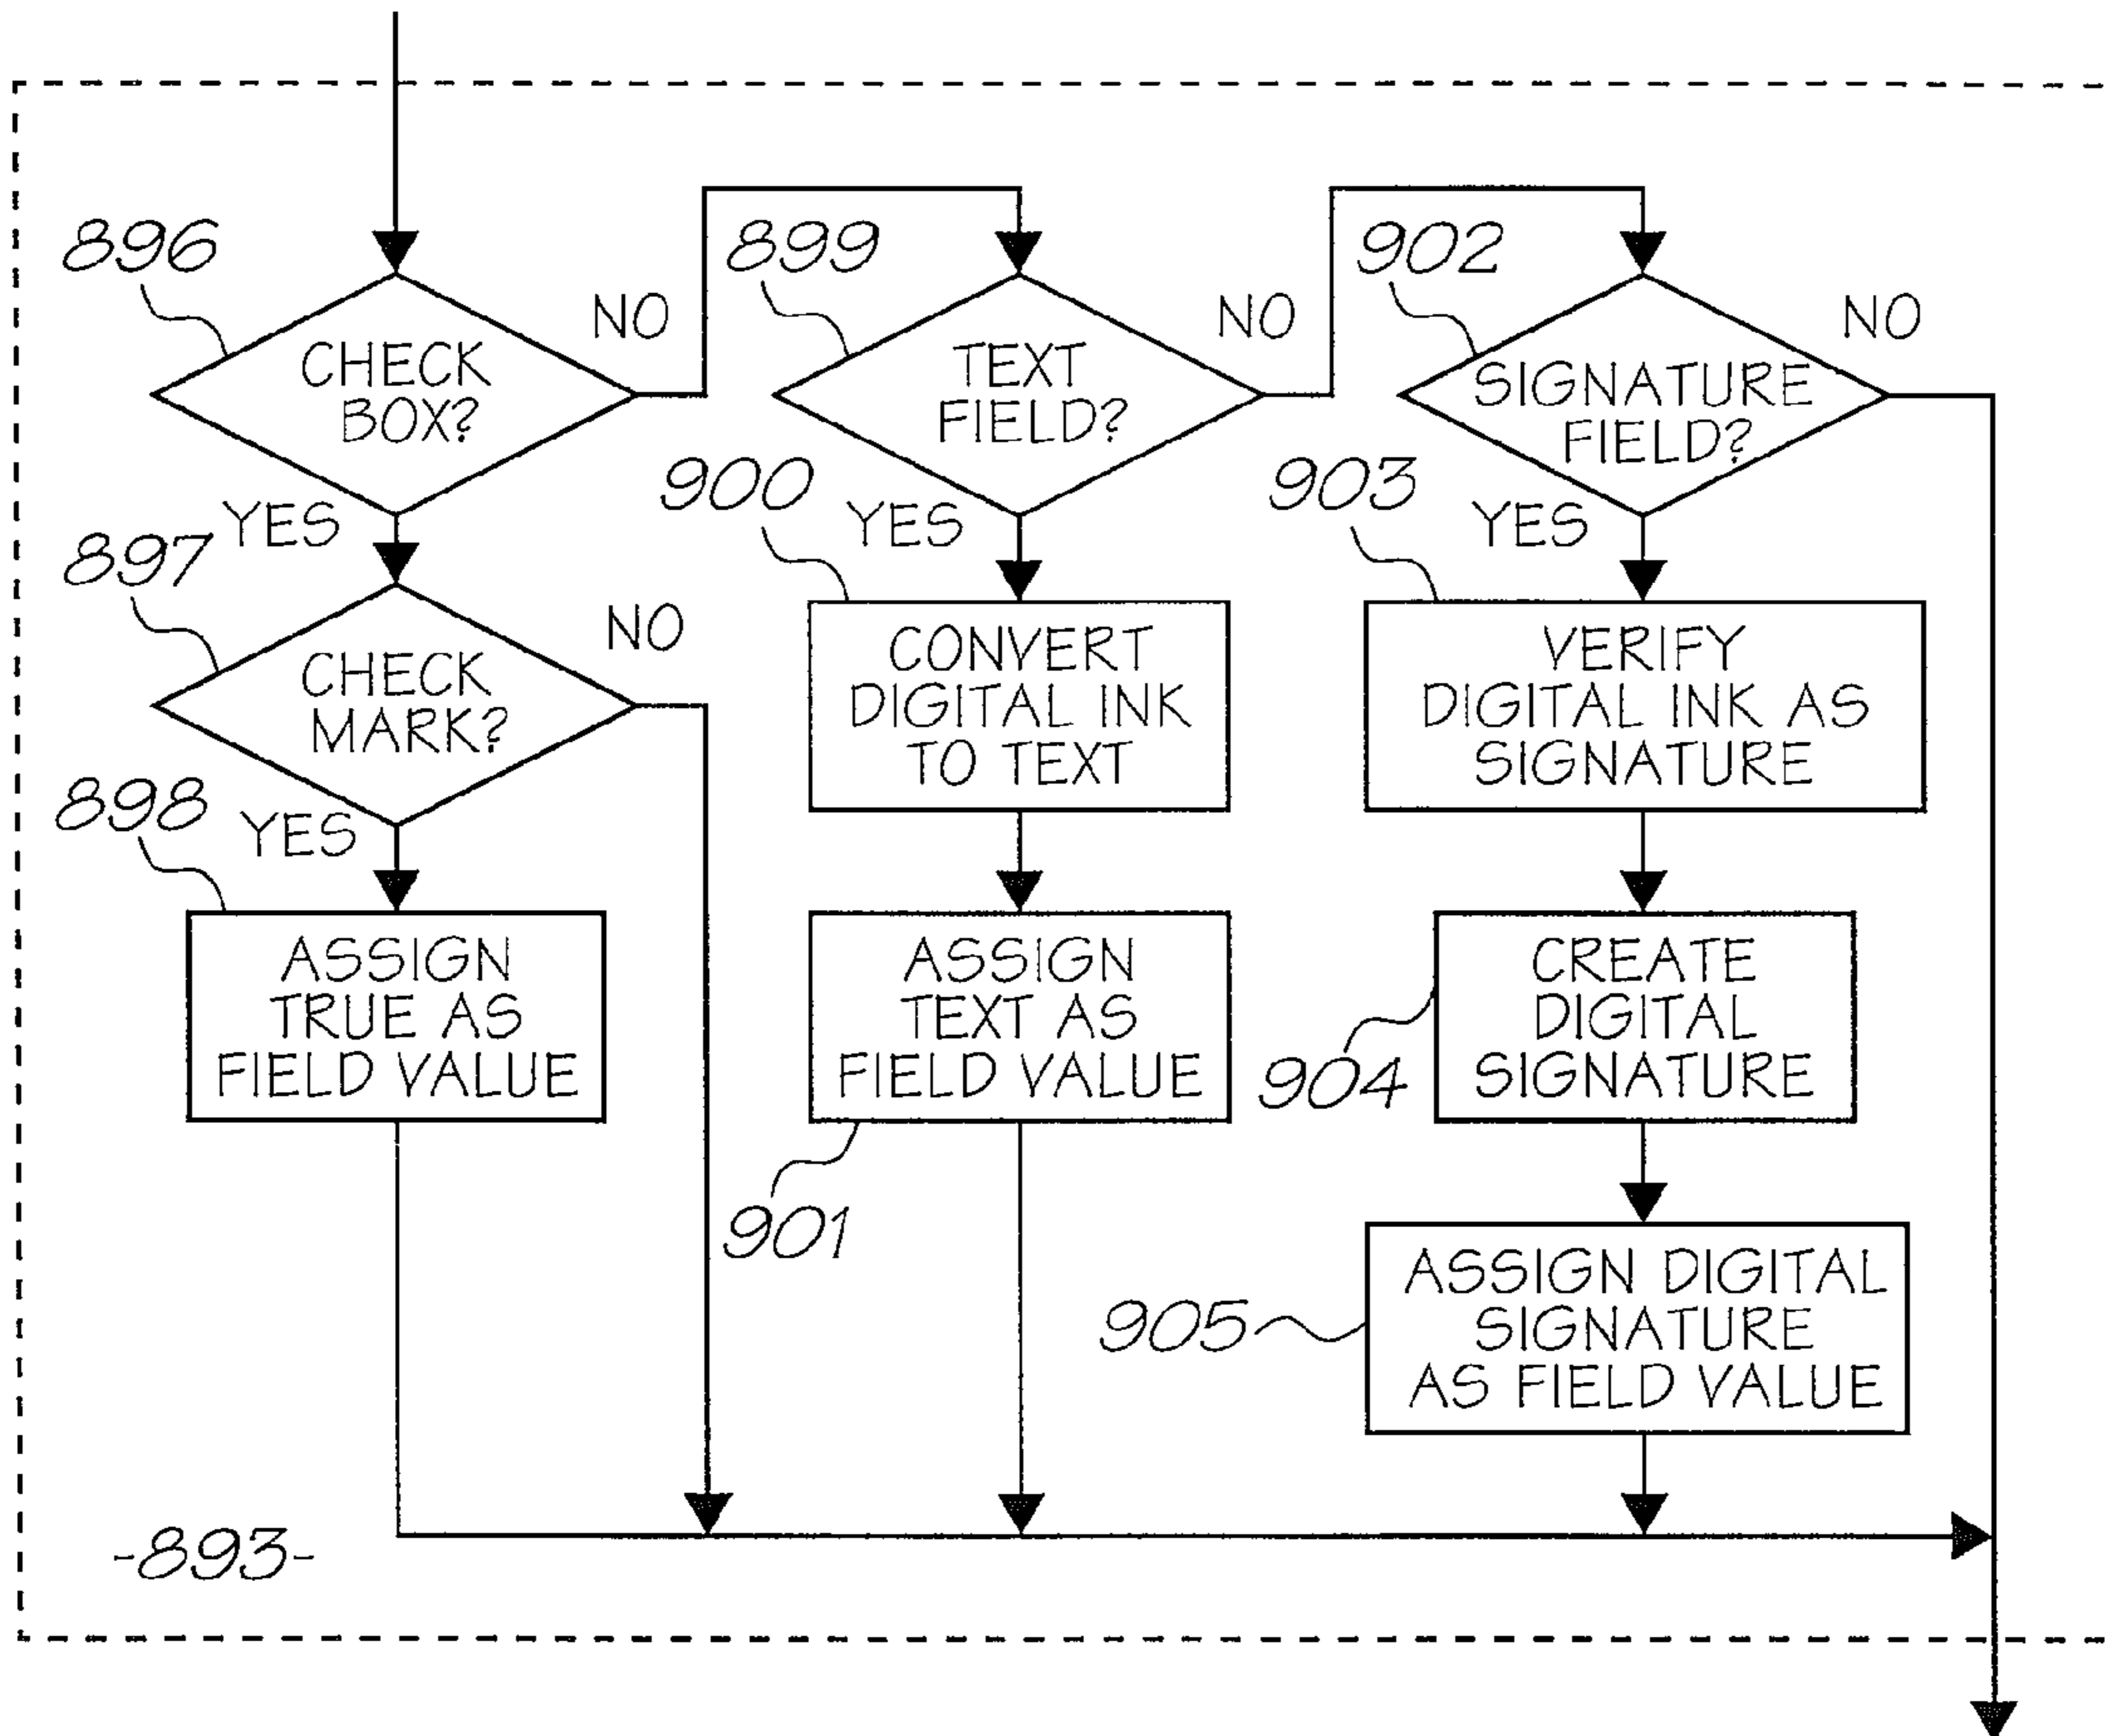 896
CHECK
BOX?
NO
YES
897
CHECK
MARK?
NO
YES
898
ASSIGN
TRUE AS
FIELD VALUE
899
TEXT
FIELD?
NO
YES
900
CONVERT
DIGITAL INK
TO TEXT
ASSIGN
TEXT AS
FIELD VALUE
901
902
SIGNATURE
FIELD?
NO
YES
903
VERIFY
DIGITAL INK AS
SIGNATURE
CREATE
DIGITAL
SIGNATURE
904
ASSIGN DIGITAL
SIGNATURE
AS FIELD VALUE
905
-893-